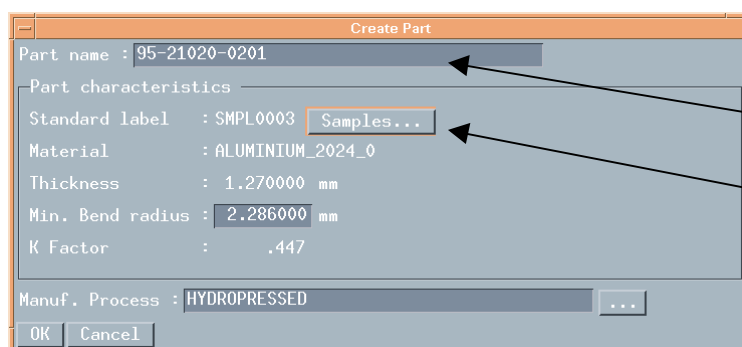 Create Part
Part name : 95-21020-0201
Part characteristics
Standard label : SMPL0003 Samples...
Material : ALUMINIUM_2024_0
Thickness : 1.270000 mm
Min. Bend radius : 2.286000 mm
K Factor : .447
Manuf. Process : HYDROPRESSED ...
OK Cancel